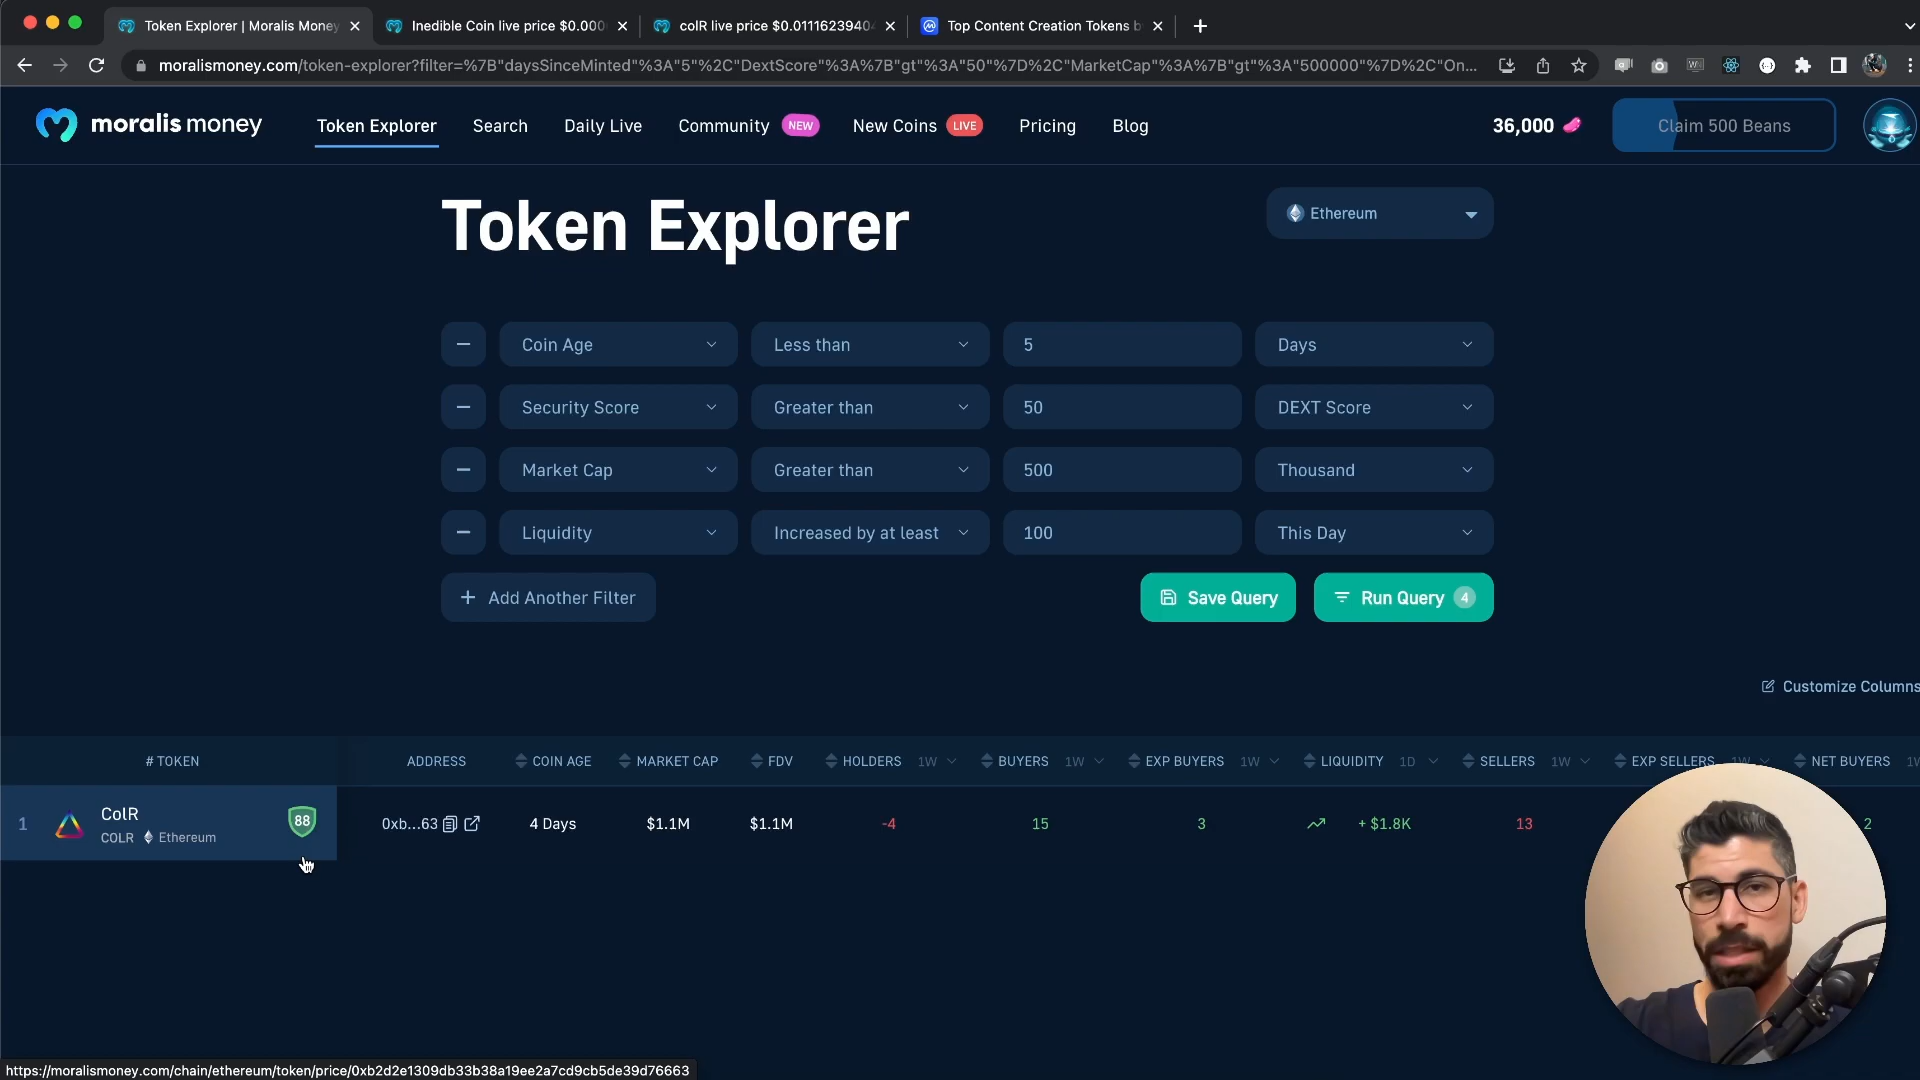 Token Explorer | Moralis Money
Inedible Coin live price $0.000
colR live price $0.0111623940
Top Content Creation Tokens b
moralismoney.com/token-explorer?filter=%7B"daysSinceMinted"%3A"5"%2C"DextScore"%3A%7B"gt"%3A"50"%7D%2C"MarketCap"%3A%7B"gt"%3A"500000"%7D%2C"On...
moralis money
Token Explorer
Search
Daily Live
Community NEW
New Coins LIVE
Pricing
Blog
36,000
Claim 500 Beans
Token Explorer
Ethereum
Coin Age Less than 5 Days
Security Score Greater than 50 DEXT Score
Market Cap Greater than 500 Thousand
Liquidity Increased by at least 100 This Day
+ Add Another Filter
Save Query
Run Query 4
Customize Columns
# TOKEN ADDRESS COIN AGE MARKET CAP FDV HOLDERS 1W BUYERS 1W EXP BUYERS 1W LIQUIDITY 1D SELLERS 1W EXP SELLERS 1W NET BUYERS 1W
1 ColR 88 0xb...63 4 Days $1.1M $1.1M -4 15 3 + $1.8K 13 2
COLR Ethereum
https://moralismoney.com/chain/ethereum/token/price/0xb2d2e1309db33b38a19ee2a7cd9cb5de39d76663